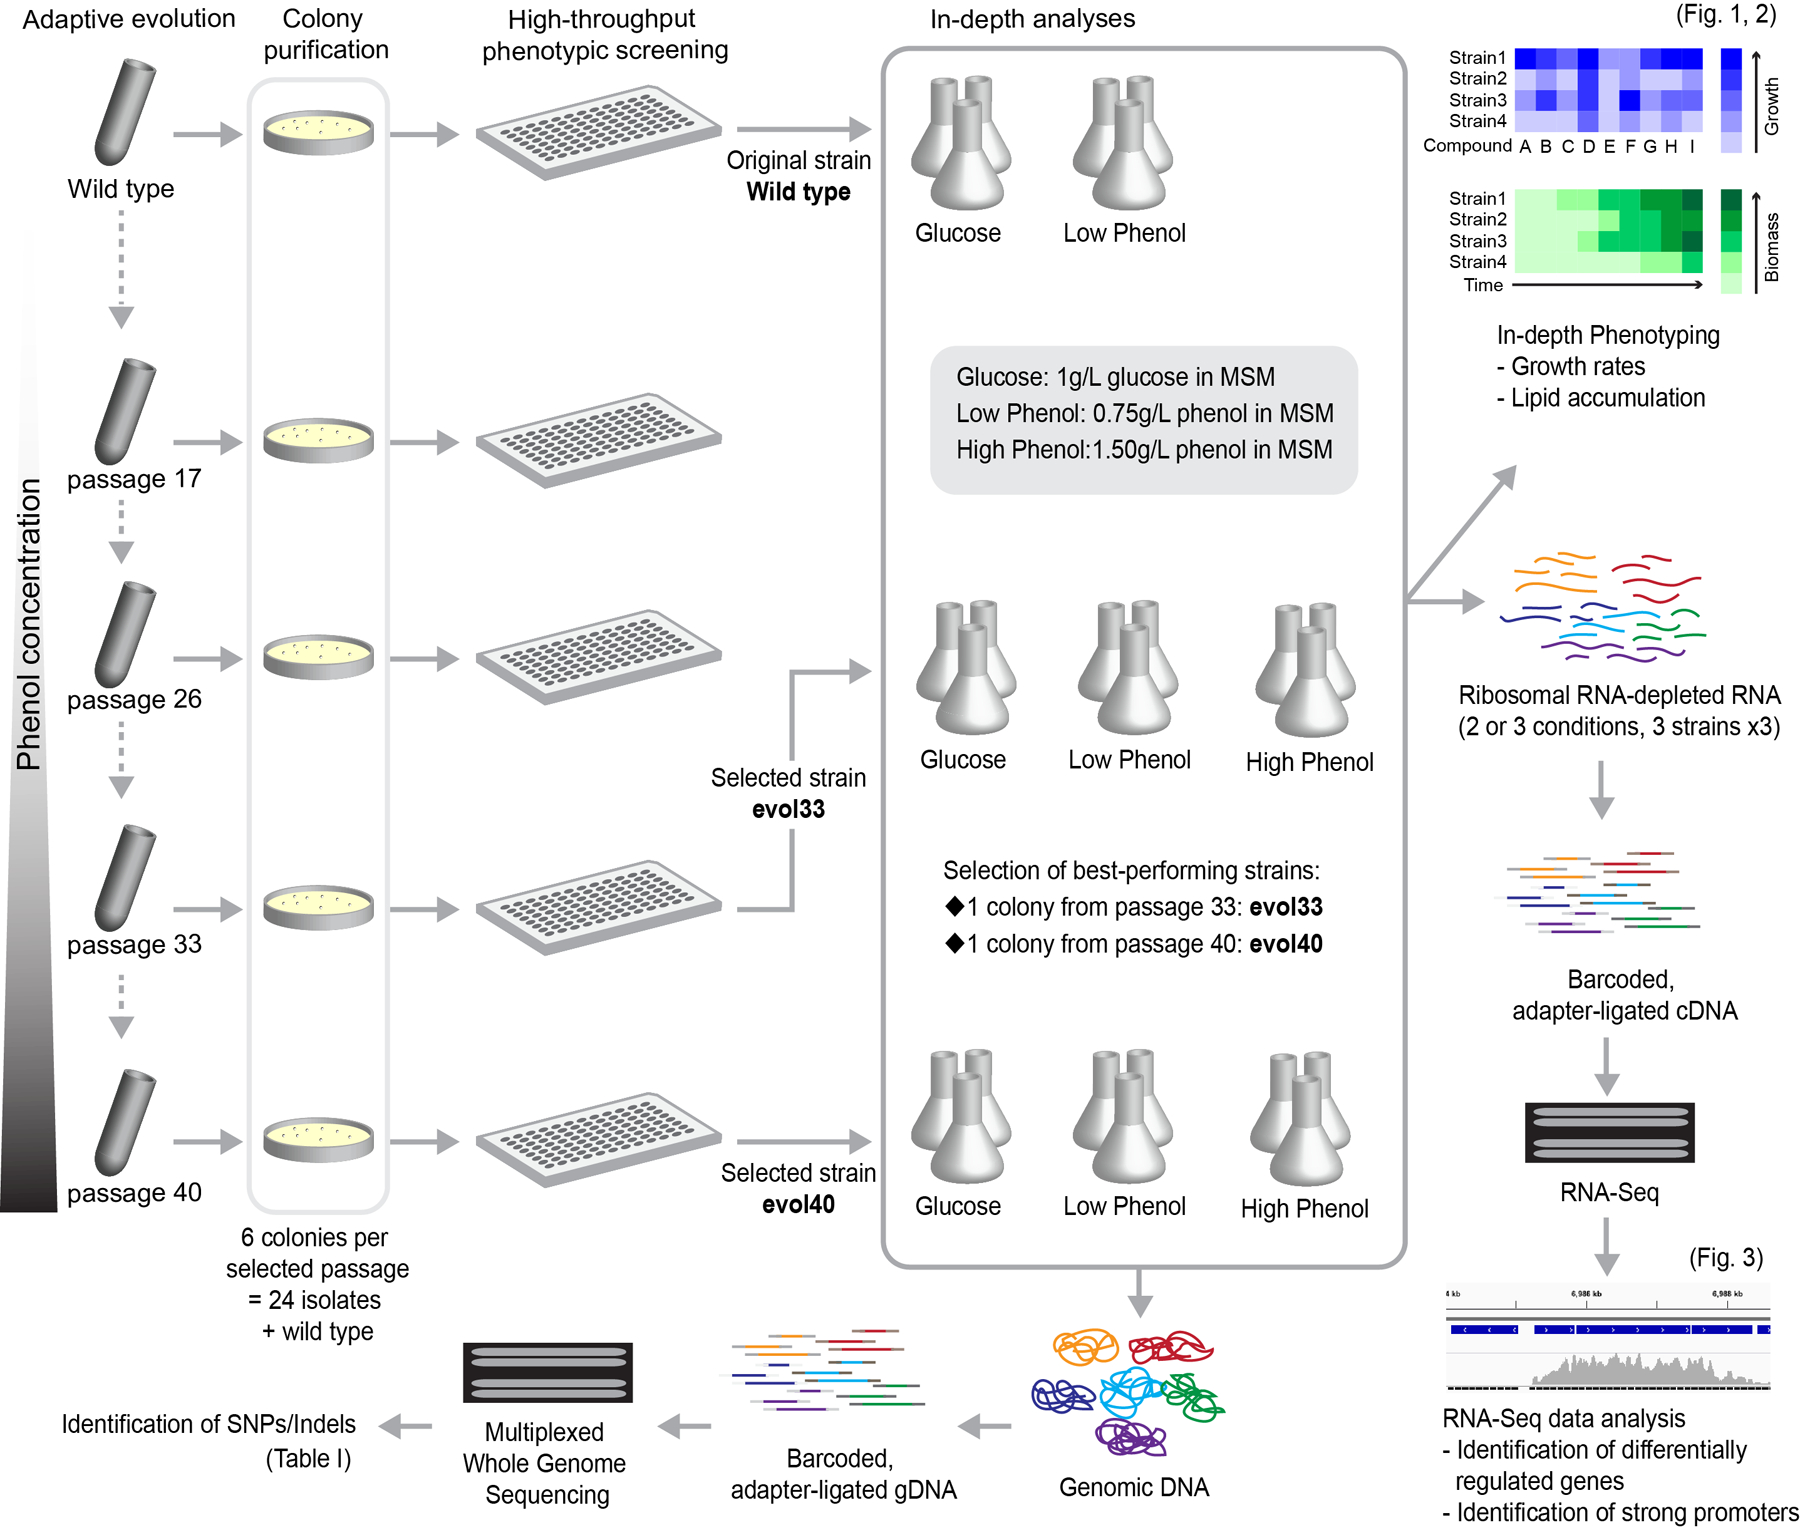 Adaptive evolution
Colony
purification
High-throughput
phenotypic screening
In-depth analyses
(Fig. 1, 2)
Wild type
passage 17
passage 26
passage 33
passage 40
Phenol concentration
6 colonies per
selected passage
= 24 isolates
+ wild type
Original strain
Wild type
Selected strain
evol33
Selected strain
evol40
Glucose
Low Phenol
Glucose: 1g/L glucose in MSM
Low Phenol: 0.75g/L phenol in MSM
High Phenol:1.50g/L phenol in MSM
Glucose
Low Phenol
High Phenol
Selection of best-performing strains:
◆1 colony from passage 33: evol33
◆1 colony from passage 40: evol40
Glucose
Low Phenol
High Phenol
Strain1
Strain2
Strain3
Strain4
Compound A B C D E F G H I
Growth
Strain1
Strain2
Strain3
Strain4
Time
Biomass
In-depth Phenotyping
- Growth rates
- Lipid accumulation
Ribosomal RNA-depleted RNA
(2 or 3 conditions, 3 strains x3)
Barcoded,
adapter-ligated cDNA
RNA-Seq
(Fig. 3)
4 kb 6,986 kb 6,988 kb
RNA-Seq data analysis
- Identification of differentially
regulated genes
- Identification of strong promoters
Genomic DNA
Barcoded,
adapter-ligated gDNA
Multiplexed
Whole Genome
Sequencing
Identification of SNPs/Indels
(Table I)